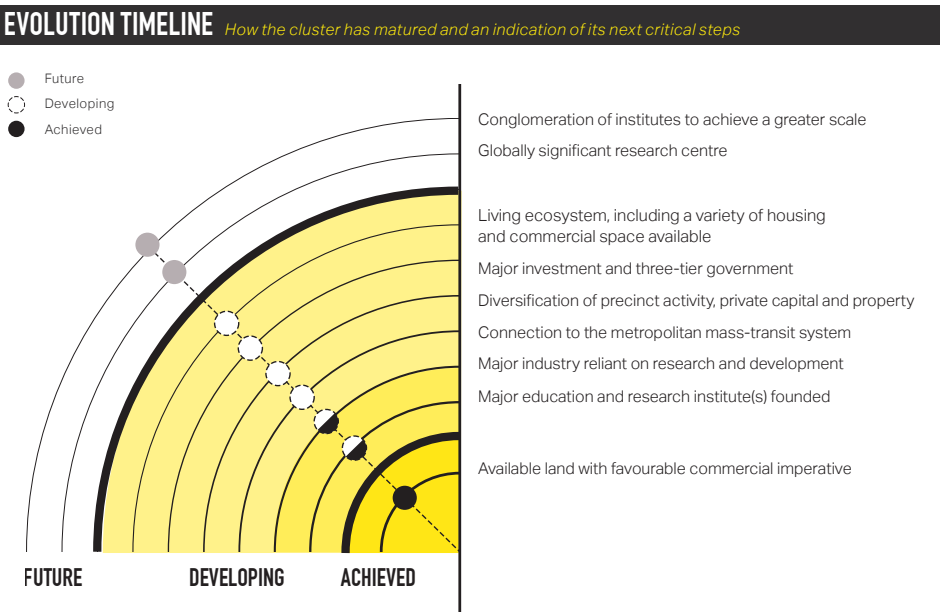 EVOLUTION TIMELINE How the cluster has matured and an indication of its next critical steps
Future
Developing
Achieved
Conglomeration of institutes to achieve a greater scale
Globally significant research centre
Living ecosystem, including a variety of housing
and commercial space available
Major investment and three-tier government
Diversification of precinct activity, private capital and property
Connection to the metropolitan mass-transit system
Major industry reliant on research and development
Major education and research institute(s) founded
Available land with favourable commercial imperative
FUTURE DEVELOPING ACHIEVED